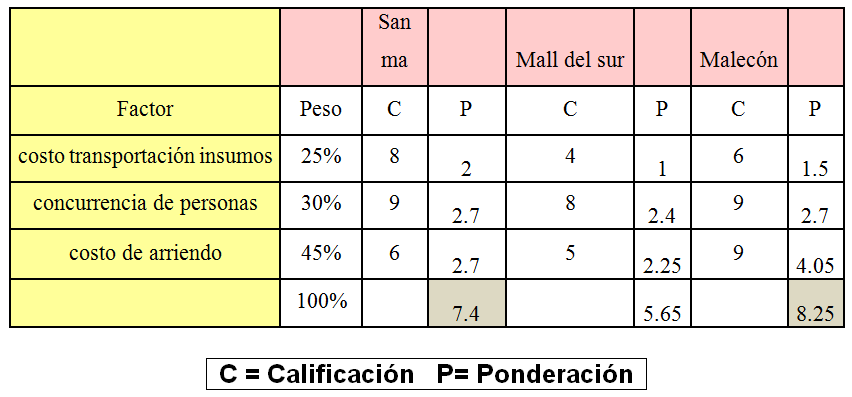 San ma Mall del sur Malecón
Factor Peso C P C P C P
costo transportación insumos 25% 8 2 4 1 6 1.5
concurrencia de personas 30% 9 2.7 8 2.4 9 2.7
costo de arriendo 45% 6 2.7 5 2.25 9 4.05
100% 7.4 5.65 8.25
C = Calificación P= Ponderación